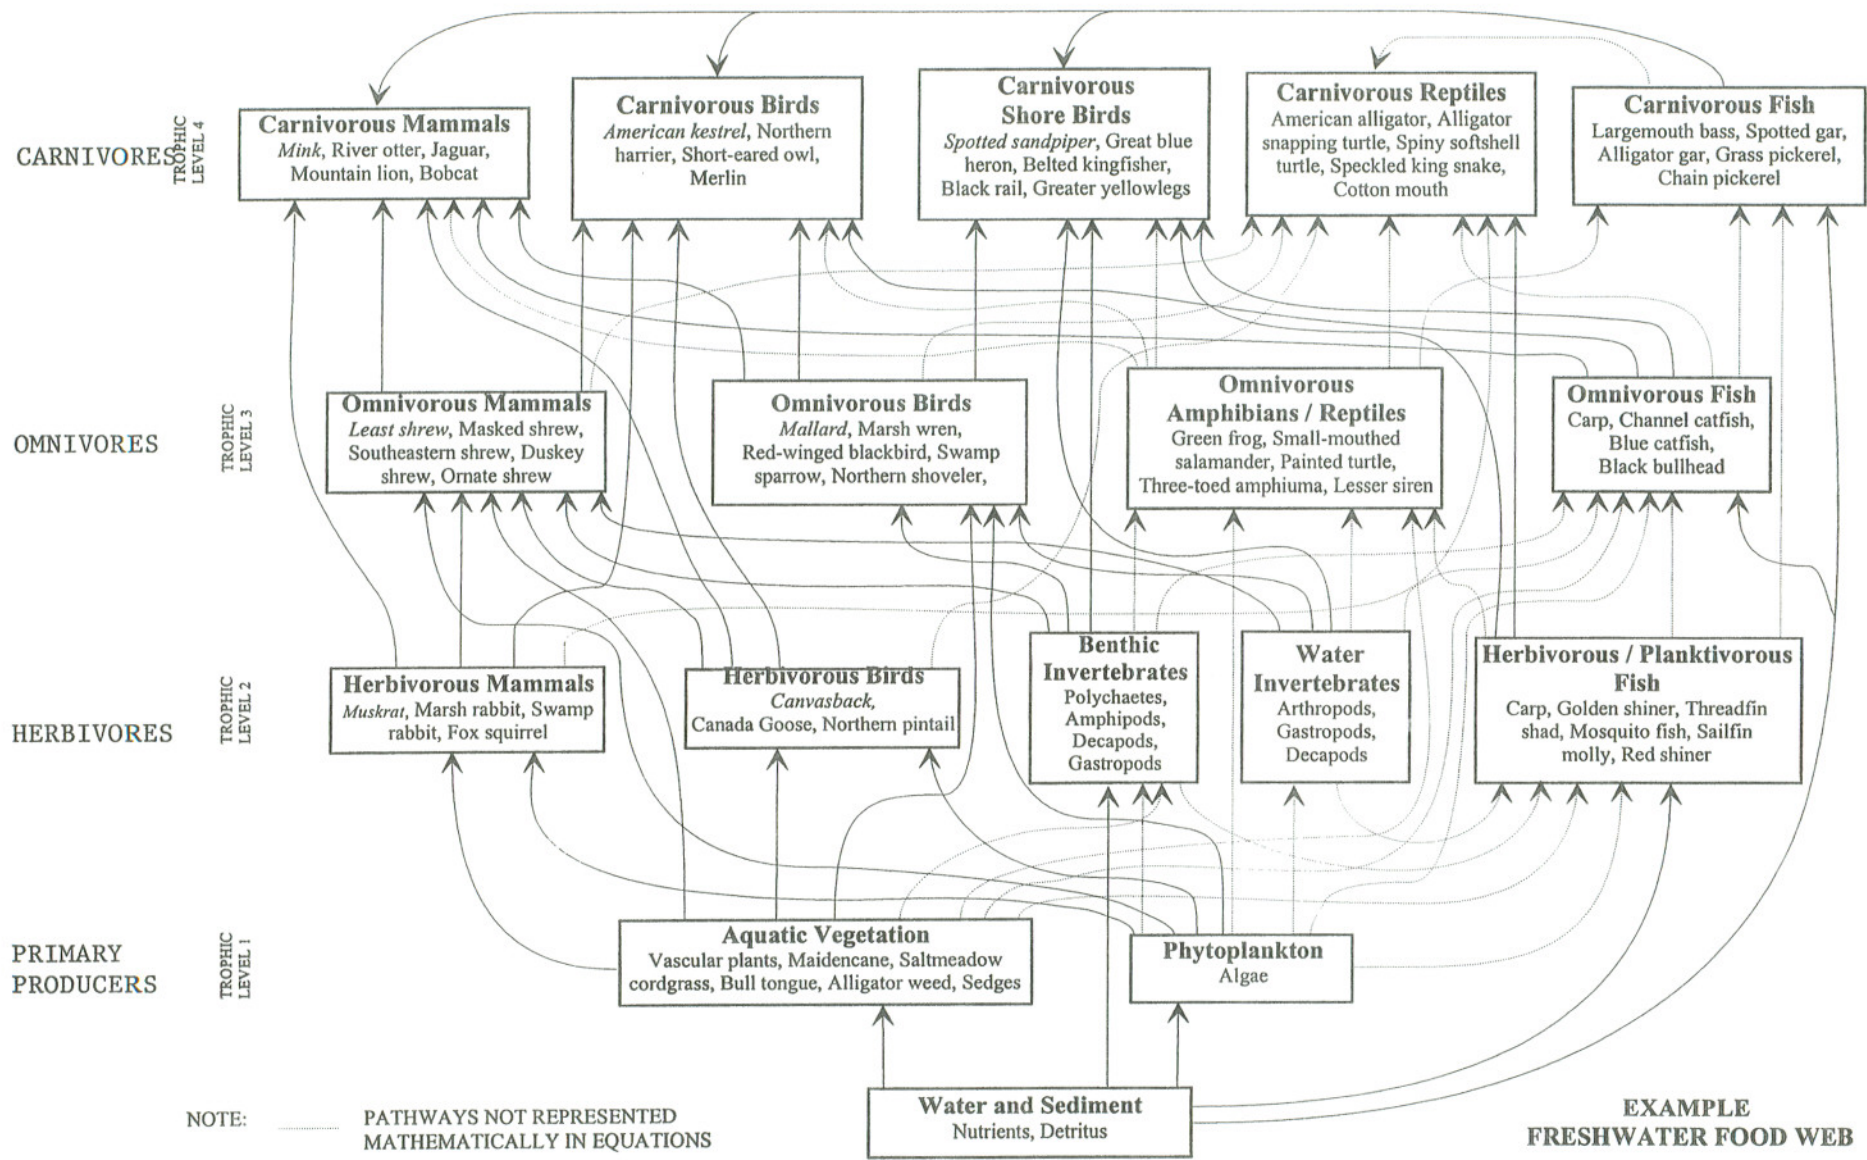 CARNIVORES
TROPHIC
LEVEL 4
Carnivorous Mammals
Mink, River otter, Jaguar,
Mountain lion, Bobcat
Carnivorous Birds
American kestrel, Northern
harrier, Short-eared owl,
Merlin
Carnivorous
Shore Birds
Spotted sandpiper, Great blue
heron, Belted kingfisher,
Black rail, Greater yellowlegs
Carnivorous Reptiles
American alligator, Alligator
snapping turtle, Spiny softshell
turtle, Speckled king snake,
Cotton mouth
Carnivorous Fish
Largemouth bass, Spotted gar,
Alligator gar, Grass pickerel,
Chain pickerel
OMNIVORES
TROPHIC
LEVEL 3
Omnivorous Mammals
Least shrew, Masked shrew,
Southeastern shrew, Duskey
shrew, Ornate shrew
Omnivorous Birds
Mallard, Marsh wren,
Red-winged blackbird, Swamp
sparrow, Northern shoveler,
Omnivorous
Amphibians / Reptiles
Green frog, Small-mouthed
salamander, Painted turtle,
Three-toed amphiuma, Lesser siren
Omnivorous Fish
Carp, Channel catfish,
Blue catfish,
Black bullhead
HERBIVORES
TROPHIC
LEVEL 2
Herbivorous Mammals
Muskrat, Marsh rabbit, Swamp
rabbit, Fox squirrel
Herbivorous Birds
Canvasback,
Canada Goose, Northern pintail
Benthic
Invertebrates
Polychaetes,
Amphipods,
Decapods,
Gastropods
Water
Invertebrates
Arthropods,
Gastropods,
Decapods
Herbivorous / Planktivorous
Fish
Carp, Golden shiner, Threadfin
shad, Mosquito fish, Sailfin
molly, Red shiner
PRIMARY
PRODUCERS
TROPHIC
LEVEL 1
Aquatic Vegetation
Vascular plants, Maidencane, Saltmeadow
cordgrass, Bull tongue, Alligator weed, Sedges
Phytoplankton
Algae
Water and Sediment
Nutrients, Detritus
NOTE:
PATHWAYS NOT REPRESENTED
MATHEMATICALLY IN EQUATIONS
EXAMPLE
FRESHWATER FOOD WEB